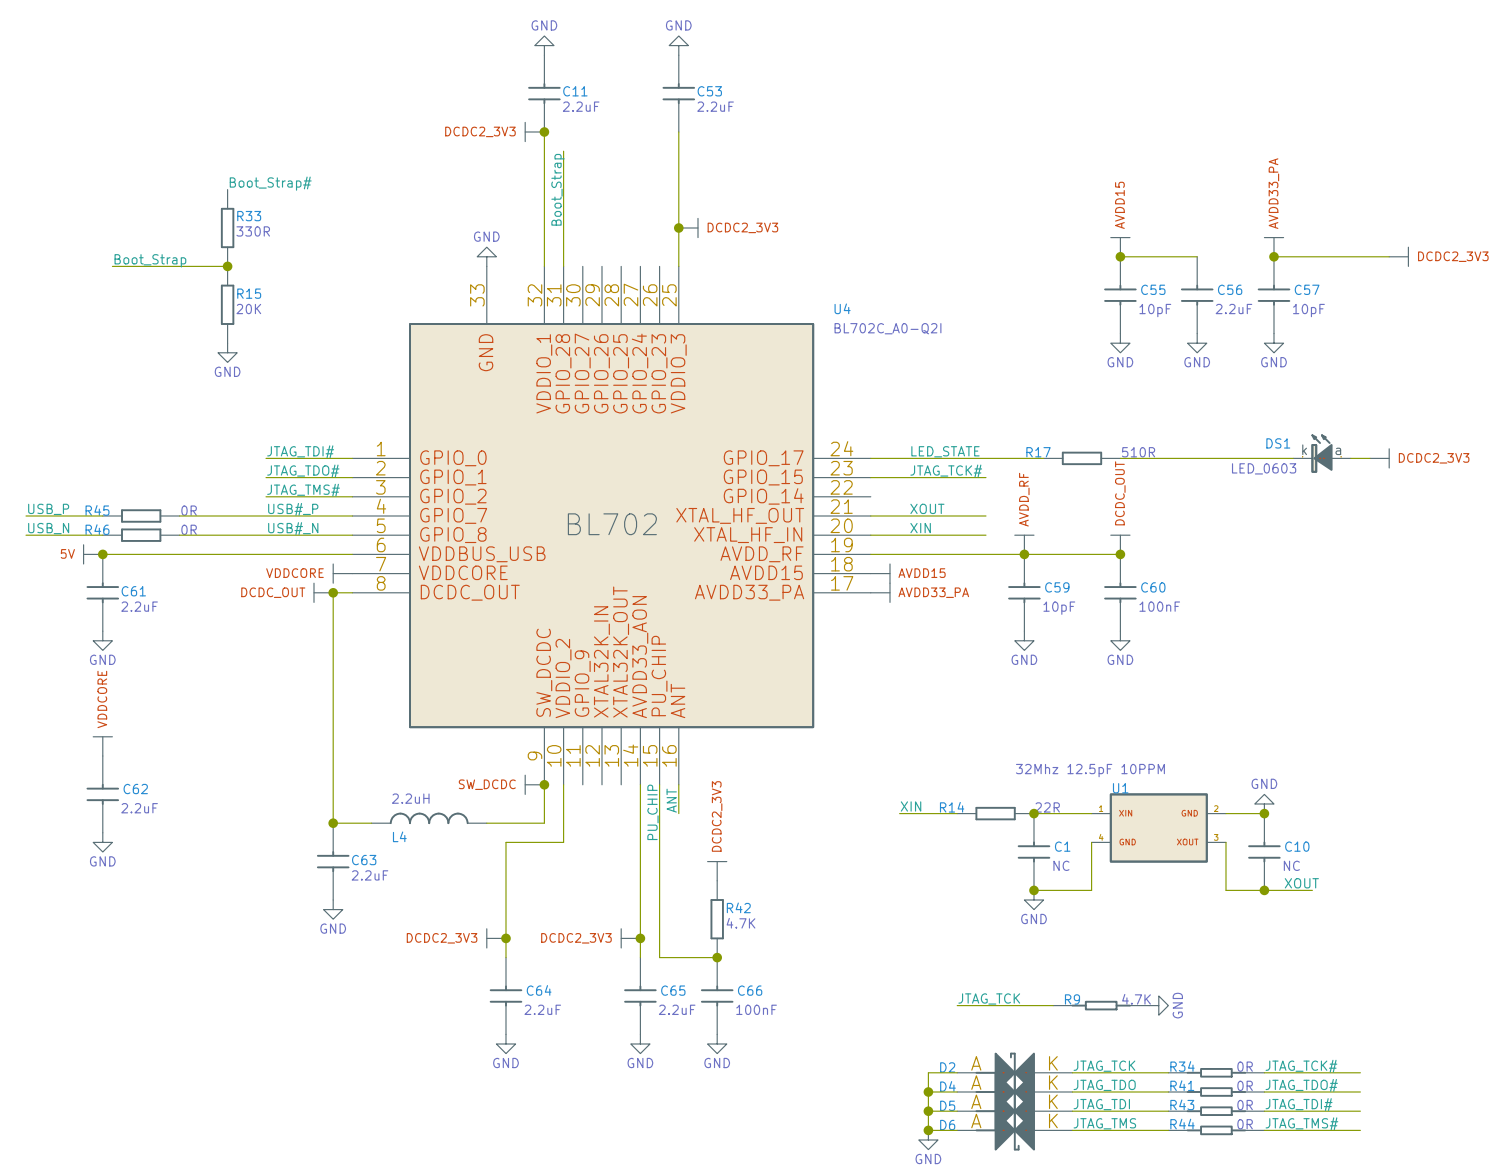 GND
GND
C11
2.2uF
C53
2.2uF
DCDC2_3V3
Boot_Strap
DCDC2_3V3
Boot_Strap#
R33
330R
Boot_Strap
R15
20K
GND
GND
AVDD15
AVDD33_PA
DCDC2_3V3
C55
10pF
C56
2.2uF
C57
10pF
GND
GND
GND
33
32
31
30
29
28
27
26
25
U4
BL702C_A0-Q2I
GND
VDDIO_1
GPIO_28
GPIO_27
GPIO_26
GPIO_25
GPIO_24
GPIO_23
VDDIO_3
JTAG_TDI# 1 GPIO_0
JTAG_TDO# 2 GPIO_1
JTAG_TMS# 3 GPIO_2
USB_P R45 0R USB#_P 4 GPIO_7
USB_N R46 0R USB#_N 5 GPIO_8
5V 6 VDDBUS_USB
VDDCORE 7 VDDCORE
DCDC_OUT 8 DCDC_OUT
BL702
GPIO_17 24 LED_STATE R17 510R
DS1
LED_0603
k a
DCDC2_3V3
GPIO_15 23 JTAG_TCK#
GPIO_14 22
XTAL_HF_OUT 21 XOUT
XTAL_HF_IN 20 XIN
AVDD_RF 19
AVDD15 18 AVDD15
AVDD33_PA 17 AVDD33_PA
AVDD_RF
DCDC_OUT
C59
10pF
C60
100nF
GND
GND
C61
2.2uF
GND
VDDCORE
C62
2.2uF
GND
SW_DCDC
VDDIO_2
GPIO_9
XTAL32K_IN
XTAL32K_OUT
AVDD33_AON
PU_CHIP
ANT
9
10
11
12
13
14
15
16
SW_DCDC
PU_CHIP
ANT
DCDC2_3V3
2.2uH
L4
C63
2.2uF
GND
R42
4.7K
DCDC2_3V3
DCDC2_3V3
C64
2.2uF
C65
2.2uF
C66
100nF
GND
GND
GND
32Mhz 12.5pF 10PPM
U1
GND
XIN R14 22R
1 XIN GND 2
4 GND XOUT 3
C1
NC
C10
NC
XOUT
GND
JTAG_TCK R9 4.7K GND
D2 A K JTAG_TCK R34 0R JTAG_TCK#
D4 A K JTAG_TDO R41 0R JTAG_TDO#
D5 A K JTAG_TDI R43 0R JTAG_TDI#
D6 A K JTAG_TMS R44 0R JTAG_TMS#
GND